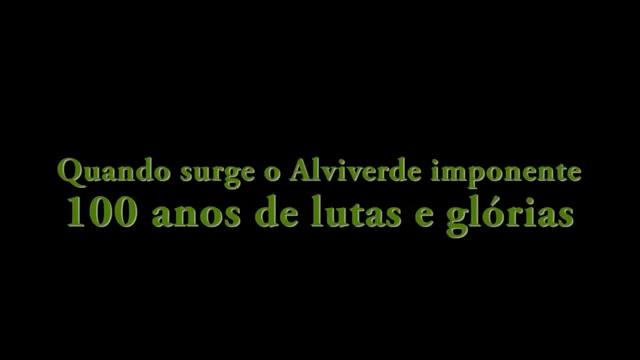 Quando surge o Alviverde imponente
100 anos de lutas e glórias